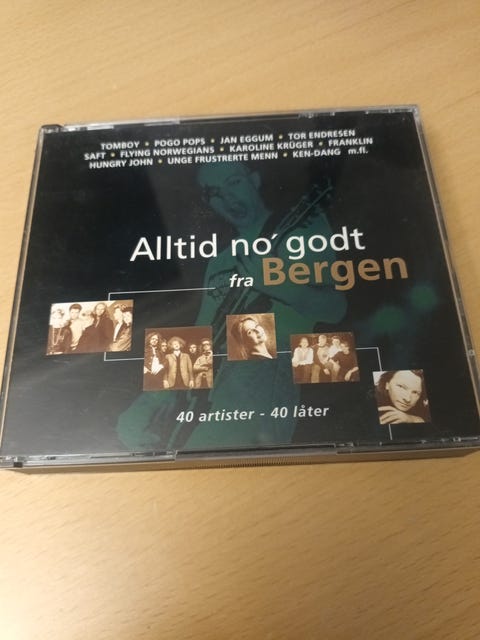 TOMBOY • POGO POPS • JAN EGGUM • TOR ENDRESEN
SAFT • FLYING NORWEGIANS • KAROLINE KRÜGER • FRANKLIN
HUNGRY JOHN • UNGE FRUSTRERTE MENN • KEN-DANG m.fl.
Alltid no´ godt
fra Bergen
40 artister - 40 låter